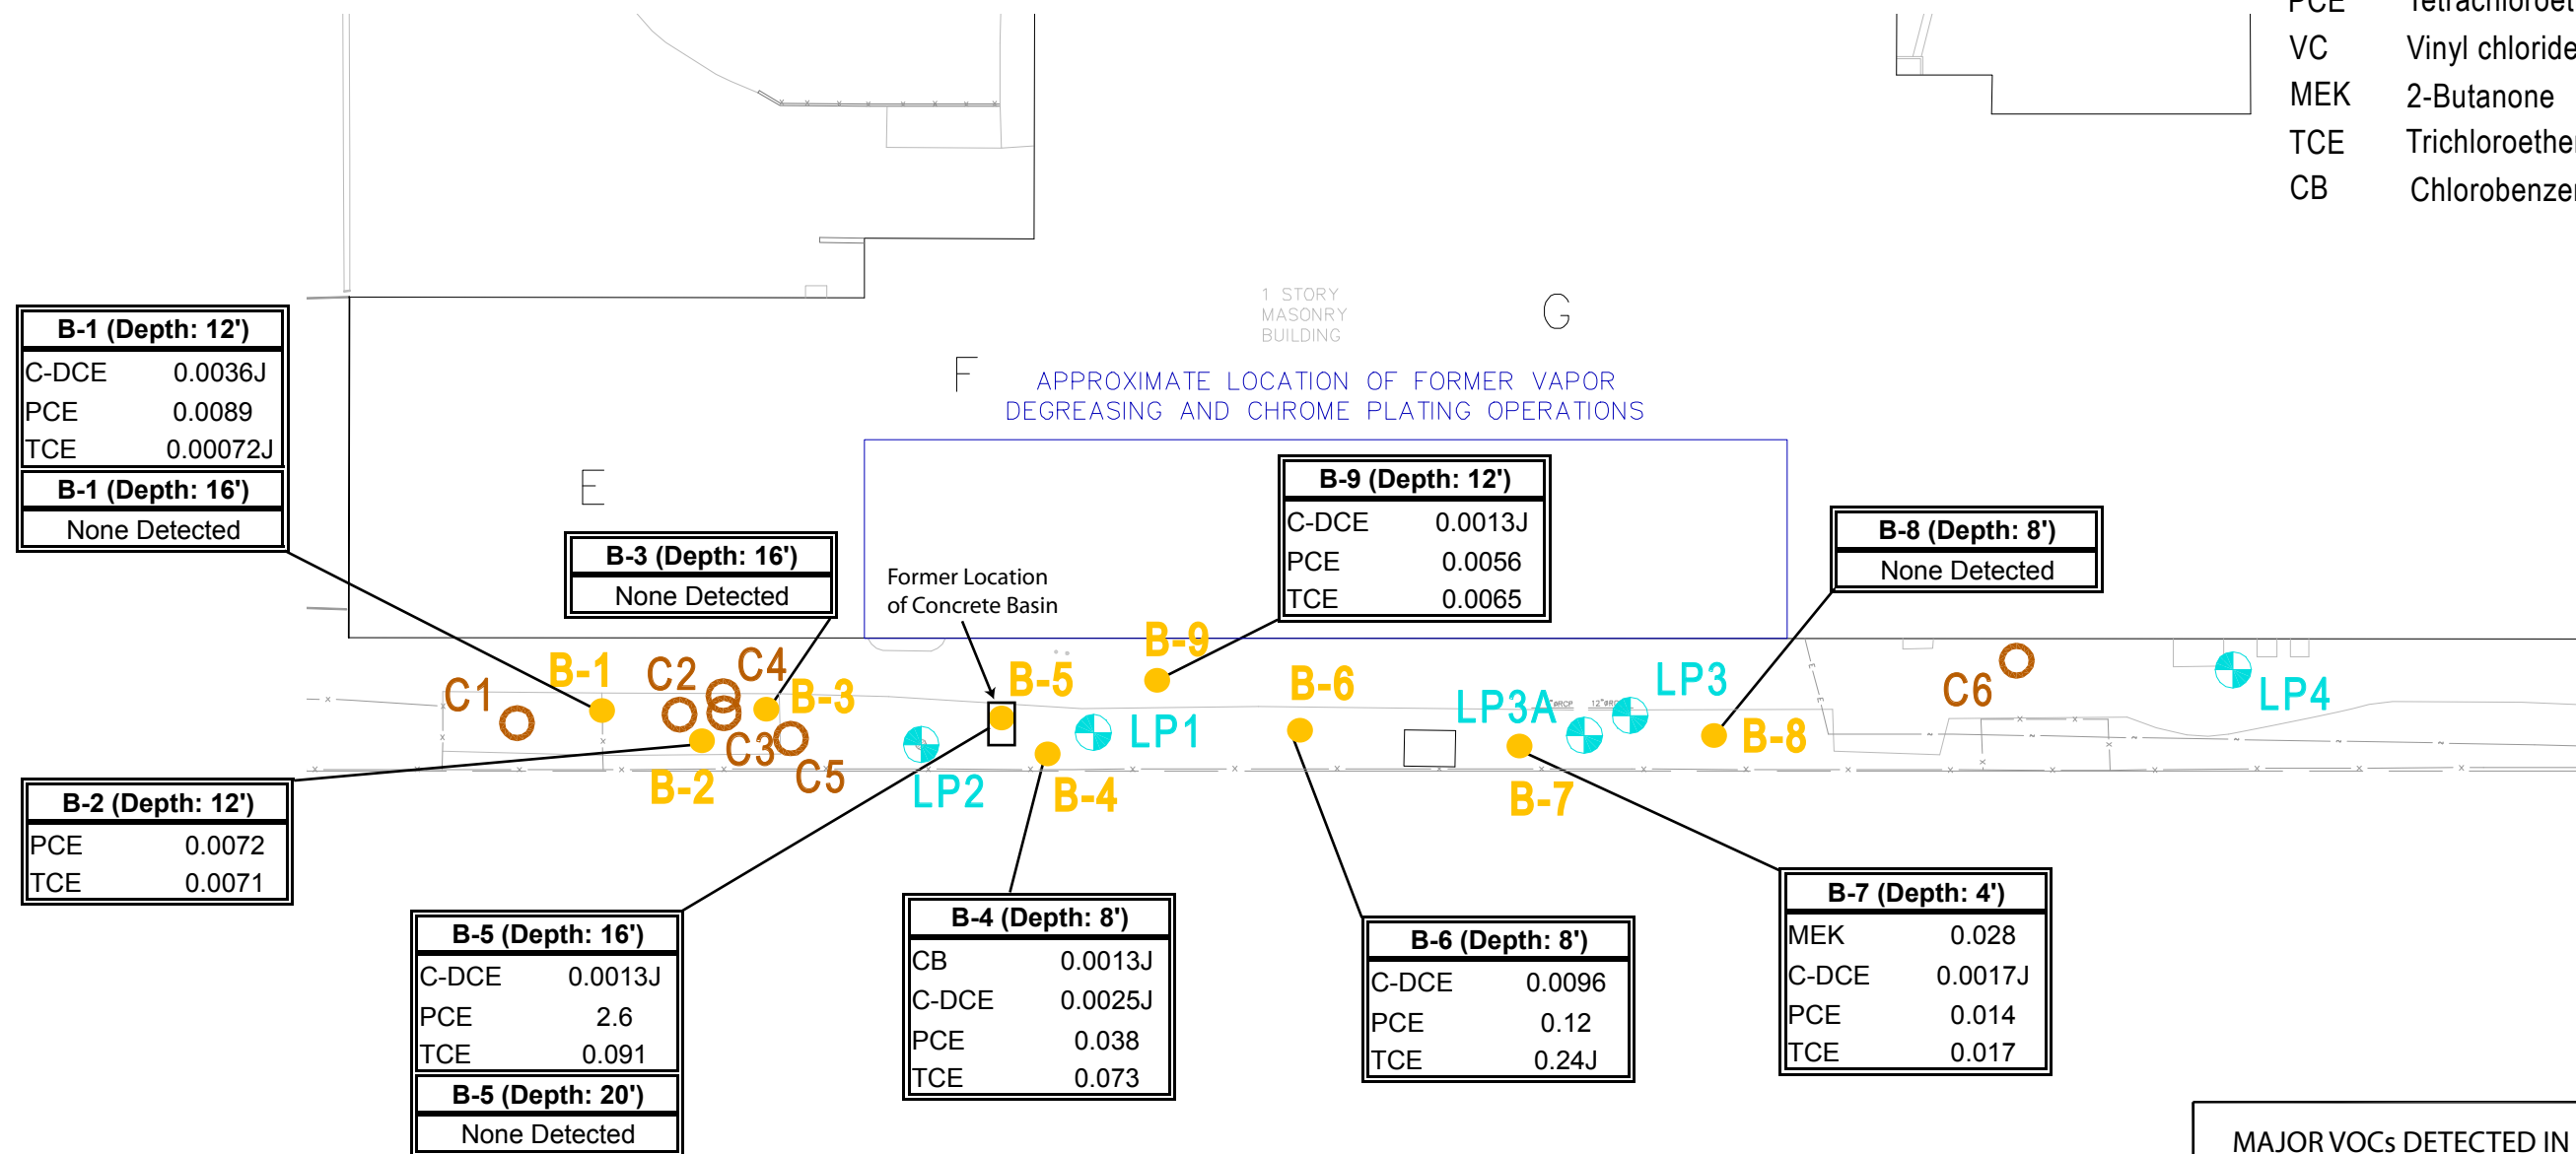 PCE
VC Vinyl chloride
MEK 2-Butanone
TCE
CB
1 STORY
MASONRY
BUILDING
G
F
APPROXIMATE LOCATION OF FORMER VAPOR
DEGREASING AND CHROME PLATING OPERATIONS
E
B-1 (Depth: 12')
C-DCE 0.0036J
PCE 0.0089
TCE 0.00072J
B-1 (Depth: 16')
None Detected
B-3 (Depth: 16')
None Detected
Former Location
of Concrete Basin
B-9 (Depth: 12')
C-DCE 0.0013J
PCE 0.0056
TCE 0.0065
B-8 (Depth: 8')
None Detected
C1
B-1
C2
C4
B-3
C3
C5
B-2
LP2
B-5
B-9
LP1
B-4
B-6
LP3A
LP3
12"
B-7
B-8
C6
LP4
B-2 (Depth: 12')
PCE 0.0072
TCE 0.0071
B-5 (Depth: 16')
C-DCE 0.0013J
PCE 2.6
TCE 0.091
B-5 (Depth: 20')
None Detected
B-4 (Depth: 8')
CB 0.0013J
C-DCE 0.0025J
PCE 0.038
TCE 0.073
B-6 (Depth: 8')
C-DCE 0.0096
PCE 0.12
TCE 0.24J
B-7 (Depth: 4')
MEK 0.028
C-DCE 0.0017J
PCE 0.014
TCE 0.017
MAJOR VOCs DETECTED IN